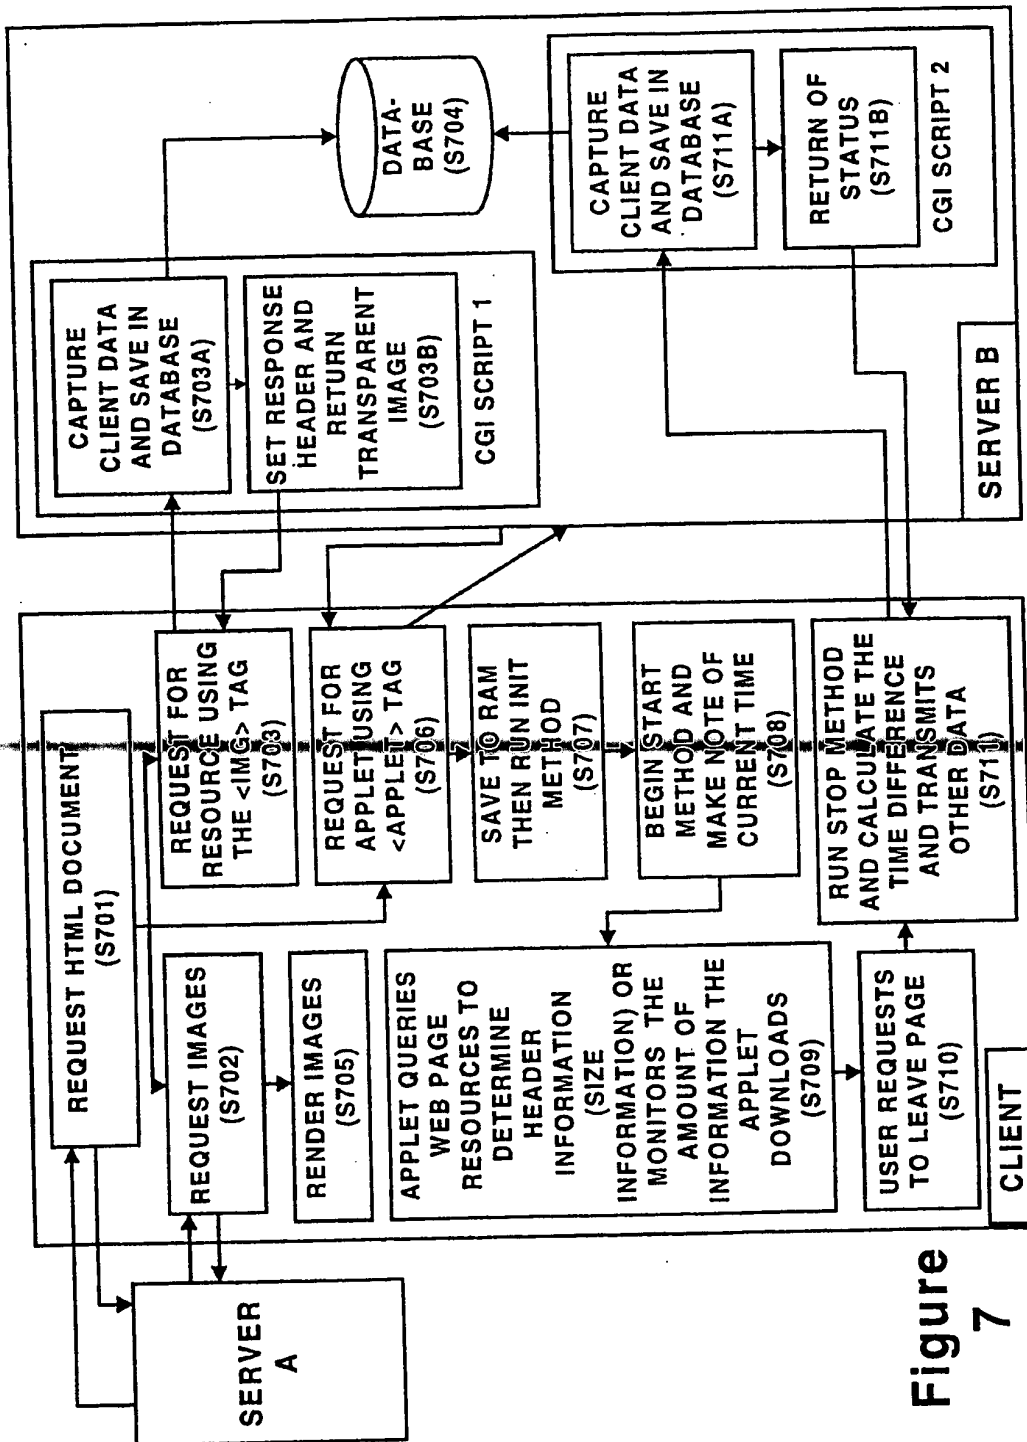 REQUEST HTML DOCUMENT
(S701)
REQUEST IMAGES
(S702)
RENDER IMAGES
(S705)
REQUEST FOR
RESOURCE USING
THE <IMG> TAG
(S703)
REQUEST FOR
APPLET USING
<APPLET> TAG
(S706)
SAVE TO RAM
THEN RUN INIT
METHOD
(S707)
BEGIN START
METHOD AND
MAKE NOTE OF
CURRENT TIME
(S708)
APPLET QUERIES
WEB PAGE
RESOURCES TO
DETERMINE
HEADER
INFORMATION
(SIZE
INFORMATION) OR
MONITORS THE
AMOUNT OF
INFORMATION THE
APPLET
DOWNLOADS
(S709)
USER REQUESTS
TO LEAVE PAGE
(S710)
RUN STOP METHOD
AND CALCULATE THE
TIME DIFFERENCE
AND TRANSMITS
OTHER DATA
(S711)
CLIENT
SERVER
A
CAPTURE
CLIENT DATA
AND SAVE IN
DATABASE
(S703A)
SET RESPONSE
HEADER AND
RETURN
TRANSPARENT
IMAGE
(S703B)
CGI SCRIPT 1
DATA-
BASE
(S704)
CAPTURE
CLIENT DATA
AND SAVE IN
DATABASE
(S711A)
RETURN OF
STATUS
(S711B)
CGI SCRIPT 2
SERVER B
Figure
7